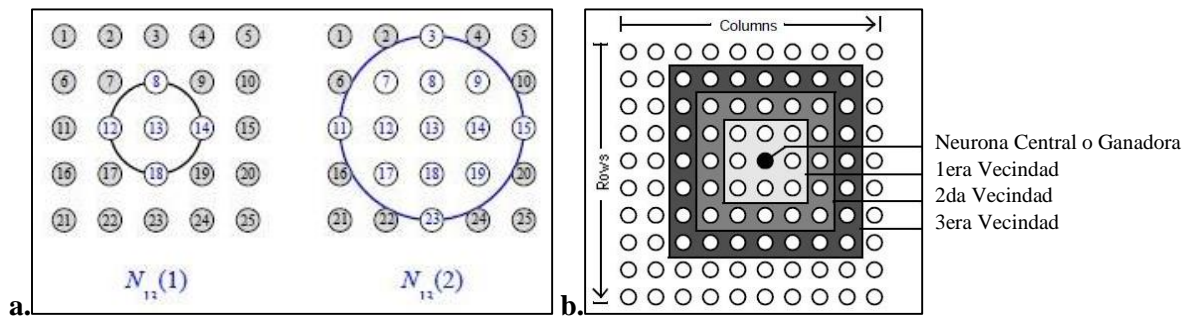 1 2 3 4 5
6 7 8 9 10
11 12 13 14 15
16 17 18 19 20
21 22 23 24 25
N13(1)
1 2 3 4 5
6 7 8 9 10
11 12 13 14 15
16 17 18 19 20
21 22 23 24 25
N13(2)
a.
Columns
Rows
b.
Neurona Central o Ganadora
1era Vecindad
2da Vecindad
3era Vecindad